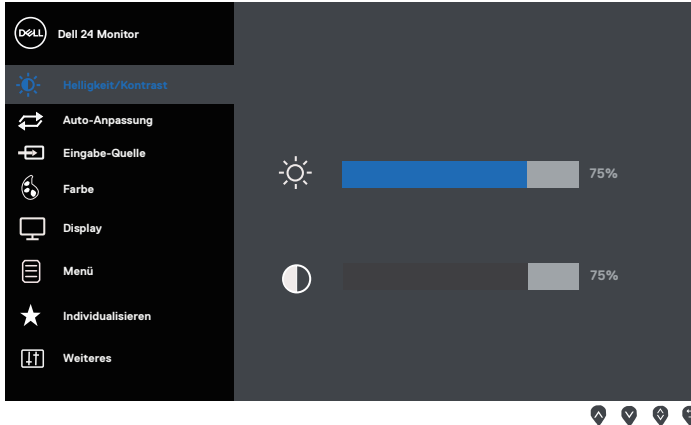 DELL
Dell 24 Monitor
Helligkeit/Kontrast
Auto-Anpassung
Eingabe-Quelle
Farbe
Display
Menü
Individualisieren
Weiteres
75%
75%